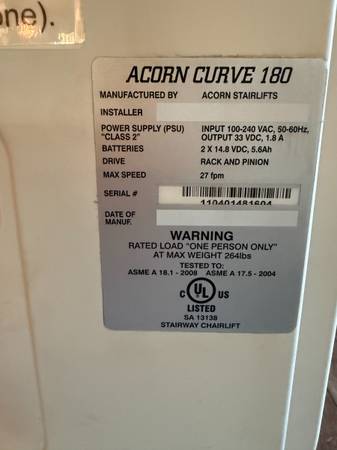 one).
ACORN CURVE 180
MANUFACTURED BY ACORN STAIRLIFTS
INSTALLER
POWER SUPPLY (PSU) INPUT 100-240 VAC, 50-60Hz,
"CLASS 2" OUTPUT 33 VDC, 1.8 A
BATTERIES 2 X 14.8 VDC, 5.6Ah
DRIVE RACK AND PINION
MAX SPEED 27 fpm
SERIAL # 110401481604
DATE OF
MANUF.
WARNING
RATED LOAD "ONE PERSON ONLY"
AT MAX WEIGHT 264lbs
TESTED TO:
ASME A 18.1 - 2008 ASME A 17.5 - 2004
C UL US
LISTED
SA 13138
STAIRWAY CHAIRLIFT